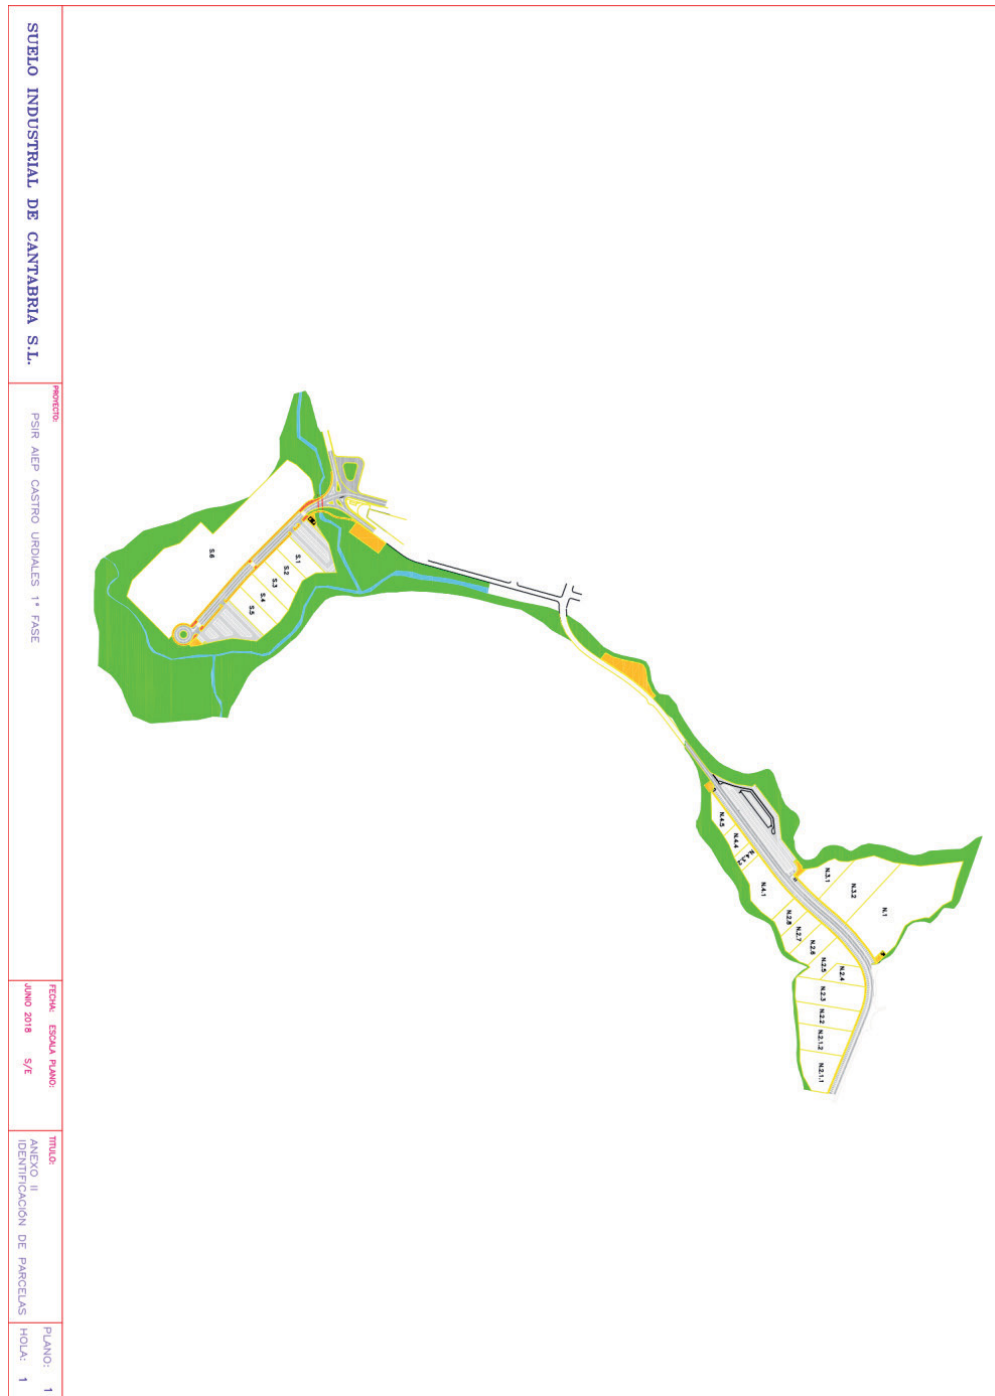 SUELO INDUSTRIAL DE CANTABRIA S.L.
PROYECTO:
PSIR AIEP CASTRO URDIALES 1ª FASE
FECHA: ESCALA PLANO:
JUNIO 2018 S/E
TITULO:
ANEXO II
IDENTIFICACIÓN DE PARCELAS
PLANO: 1
HOLA: 1
S.6
S.1
S.2
S.3
S.4
S.5
N.4.5
N.4.4
N.4.1
N.3.1
N.3.2
N.1
N.2.8
N.2.7
N.2.6
N.2.5
N.2.4
N.2.3
N.2.2
N.2.1.2
N.2.1.1